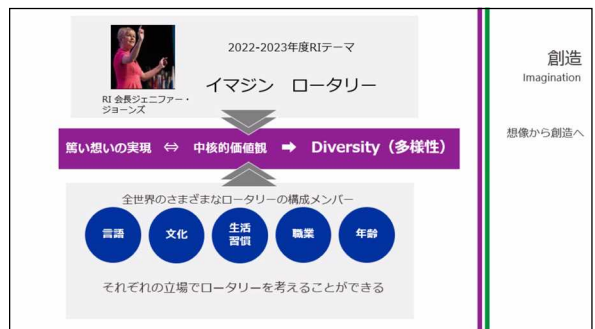 2022-2023年度RIテーマ
イマジン ロータリー
RI 会長ジェニファー・
ジョーンズ
篤い想いの実現 ⇔ 中核的価値観 ➡ Diversity（多様性）
全世界のさまざまなロータリーの構成メンバー
言語
文化
生活
習慣
職業
年齢
それぞれの立場でロータリーを考えることができる
創造
Imagination
想像から創造へ